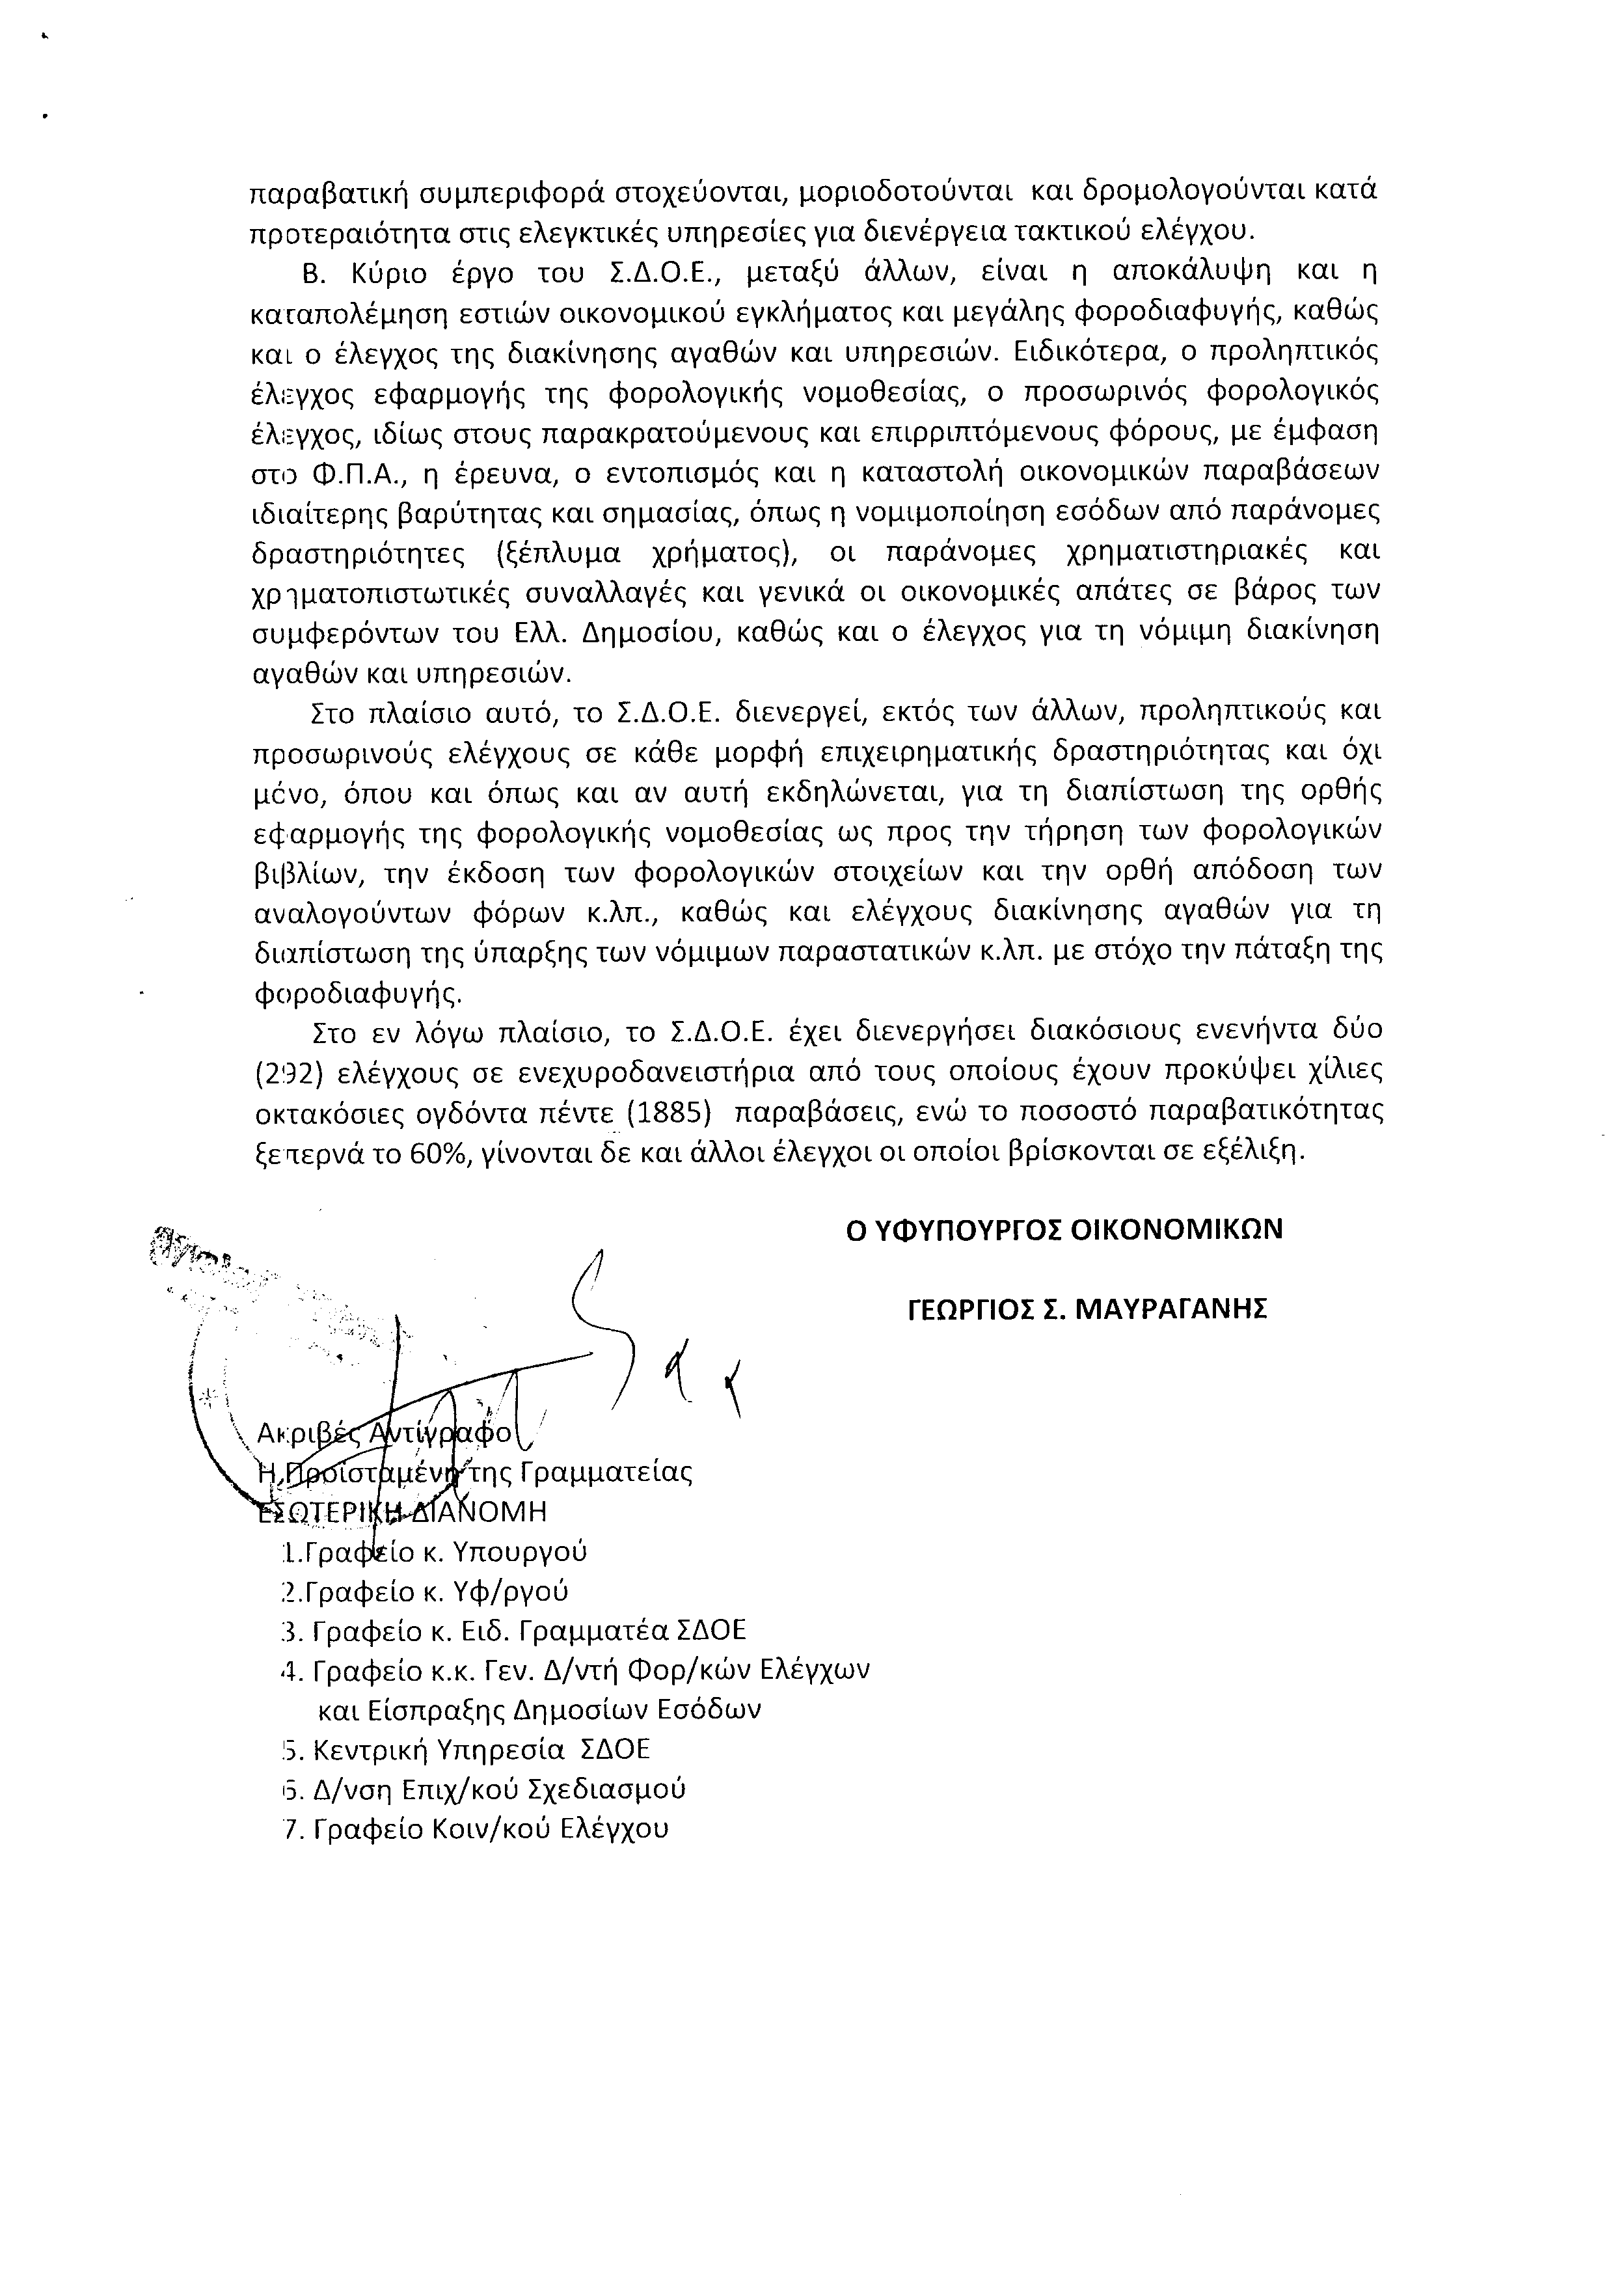 παραβατική συμπεριφορά στοχεύονται, μοριοδοτούνται και δρομολογούνται κατά
προτεραιότητα στις ελεγκτικές υπηρεσίες για διενέργεια τακτικού ελέγχου.
Β. Κύριο έργο του Σ.Δ.Ο.Ε., μεταξύ άλλων, είναι η αποκάλυψη και η
καταπολέμηση εστιών οικονομικού εγκλήματος και μεγάλης φοροδιαφυγής, καθώς
και ο έλεγχος της διακίνησης αγαθών και υπηρεσιών. Ειδικότερα, ο προληπτικός
έλεγχος εφαρμογής της φορολογικής νομοθεσίας, ο προσωρινός φορολογικός
έλεγχος, ιδίως στους παρακρατούμενους και επιρριπτόμενους φόρους, με έμφαση
στο Φ.Π.Α., η έρευνα, ο εντοπισμός και η καταστολή οικονομικών παραβάσεων
ιδιαίτερης βαρύτητας και σημασίας, όπως η νομιμοποίηση εσόδων από παράνομες
δραστηριότητες (ξέπλυμα χρήματος), οι παράνομες χρηματιστηριακές και
χρηματοπιστωτικές συναλλαγές και γενικά οι οικονομικές απάτες σε βάρος των
συμφερόντων του Ελλ. Δημοσίου, καθώς και ο έλεγχος για τη νόμιμη διακίνηση
αγαθών και υπηρεσιών.
Στο πλαίσιο αυτό, το Σ.Δ.Ο.Ε. διενεργεί, εκτός των άλλων, προληπτικούς και
προσωρινούς ελέγχους σε κάθε μορφή επιχειρηματικής δραστηριότητας και όχι
μόνο, όπου και όπως και αν αυτή εκδηλώνεται, για τη διαπίστωση της ορθής
εφαρμογής της φορολογικής νομοθεσίας ως προς την τήρηση των φορολογικών
βιβλίων, την έκδοση των φορολογικών στοιχείων και την ορθή απόδοση των
αναλογούντων φόρων κ.λπ., καθώς και ελέγχους διακίνησης αγαθών για τη
διαπίστωση της ύπαρξης των νόμιμων παραστατικών κ.λπ. με στόχο την πάταξη της
φοροδιαφυγής.
Στο εν λόγω πλαίσιο, το Σ.Δ.Ο.Ε. έχει διενεργήσει διακόσιους ενενήντα δύο
(292) ελέγχους σε ενεχυροδανειστήρια από τους οποίους έχουν προκύψει χίλιες
οκτακόσιες ογδόντα πέντε (1885) παραβάσεις, ενώ το ποσοστό παραβατικότητας
ξεπερνά το 60%, γίνονται δε και άλλοι έλεγχοι οι οποίοι βρίσκονται σε εξέλιξη.
Ο ΥΦΥΠΟΥΡΓΟΣ ΟΙΚΟΝΟΜΙΚΩΝ
ΓΕΩΡΓΙΟΣ Σ. ΜΑΥΡΑΓΑΝΗΣ
Ακριβές Αντίγραφο
Η Προϊσταμένη της Γραμματείας
ΕΣΩΤΕΡΙΚΗ ΔΙΑΝΟΜΗ
1.Γραφείο κ. Υπουργού
2.Γραφείο κ. Υφ/ργού
3. Γραφείο κ. Ειδ. Γραμματέα ΣΔΟΕ
4. Γραφείο κ.κ. Γεν. Δ/ντή Φορ/κών Ελέγχων
και Είσπραξης Δημοσίων Εσόδων
5. Κεντρική Υπηρεσία ΣΔΟΕ
6. Δ/νση Επιχ/κού Σχεδιασμού
7. Γραφείο Κοιν/κού Ελέγχου